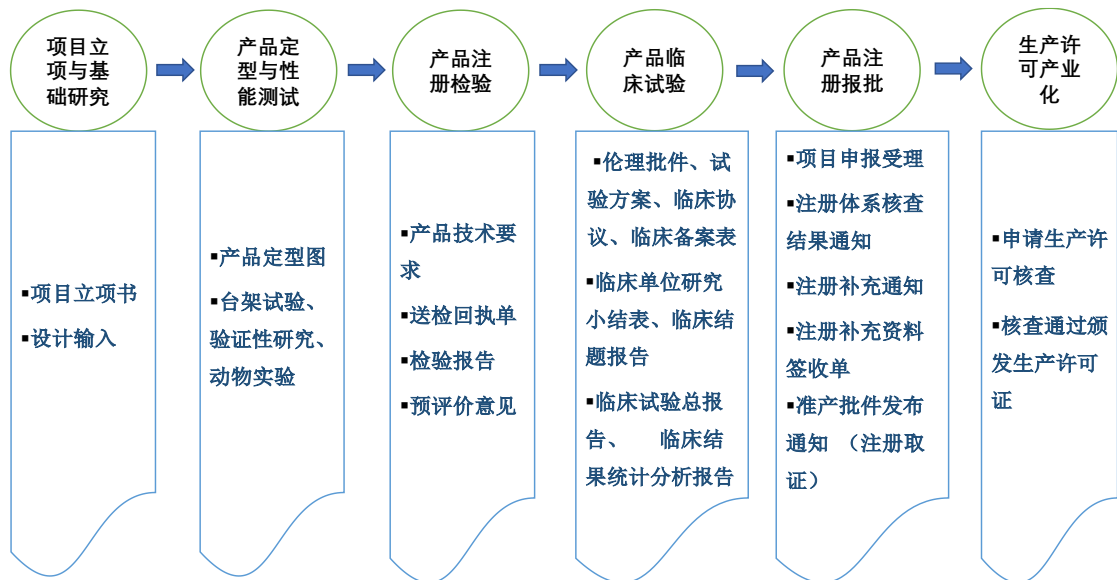 项目立
项与基
础研究
产品定
型与性
能测试
产品注
册检验
产品临
床试验
产品注
册报批
生产许
可产业
化
▪项目立项书
▪设计输入
▪产品定型图
▪台架试验、
验证性研究、
动物实验
▪产品技术要
求
▪送检回执单
▪检验报告
▪预评价意见
▪伦理批件、试
验方案、临床协
议、临床备案表
▪临床单位研究
小结表、临床结
题报告
▪临床试验总报
告、 临床结
果统计分析报告
▪项目申报受理
▪注册体系核查
结果通知
▪注册补充通知
▪注册补充资料
签收单
▪准产批件发布
通知 （注册取
证）
▪申请生产许
可核查
▪核查通过颁
发生产许可
证